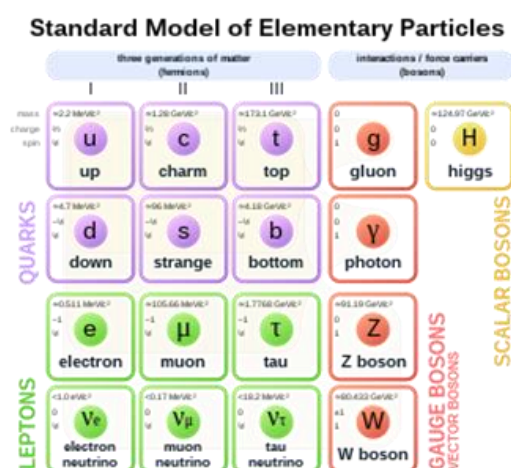 Standard Model of Elementary Particles
three generations of matter
(fermions)
interactions / force carriers
(bosons)
I II III
mass
charge
spin
≈2.2 MeV/c²
u
up
≈1.28 GeV/c²
c
charm
≈173.1 GeV/c²
t
top
0
0
1
g
gluon
≈124.97 GeV/c²
0
0
H
higgs
QUARKS
≈4.7 MeV/c²
d
down
≈96 MeV/c²
s
strange
≈4.18 GeV/c²
b
bottom
0
0
1
γ
photon
SCALAR BOSONS
≈0.511 MeV/c²
−1
e
electron
≈105.66 MeV/c²
−1
μ
muon
≈1.7768 GeV/c²
−1
τ
tau
≈91.19 GeV/c²
0
1
Z
Z boson
GAUGE BOSONS
VECTOR BOSONS
LEPTONS
<1.0 eV/c²
0
νe
electron
neutrino
<0.17 MeV/c²
0
νμ
muon
neutrino
<18.2 MeV/c²
0
ντ
tau
neutrino
≈80.433 GeV/c²
±1
1
W
W boson